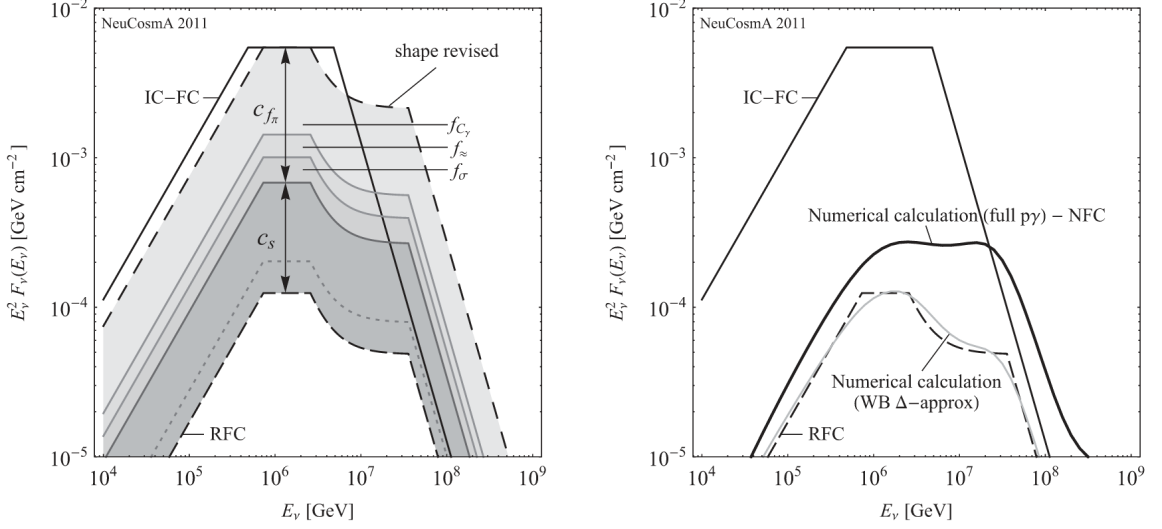 NeuCosmA 2011
shape revised
IC−FC
c_{f_π}
f_{C_γ}
f_≈
f_σ
c_s
RFC
10^{−2}
10^{−3}
10^{−4}
10^{−5}
E_ν^2 F_ν(E_ν) [GeV cm^{−2}]
10^4 10^5 10^6 10^7 10^8 10^9
E_ν [GeV]
NeuCosmA 2011
IC−FC
Numerical calculation (full pγ) − NFC
Numerical calculation
(WB Δ−approx)
RFC
10^{−2}
10^{−3}
10^{−4}
10^{−5}
E_ν^2 F_ν(E_ν) [GeV cm^{−2}]
10^4 10^5 10^6 10^7 10^8 10^9
E_ν [GeV]